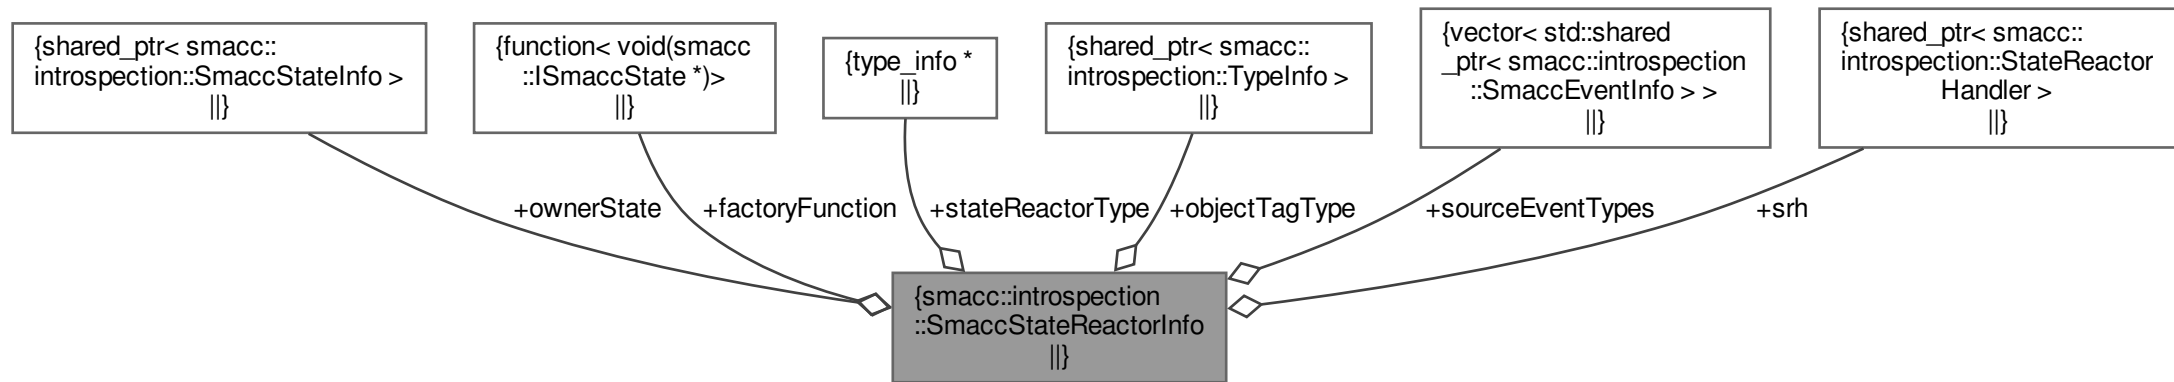 {shared_ptr< smacc::
introspection::SmaccStateInfo >
||}
{function< void(smacc
::ISmaccState *)>
||}
{type_info *
||}
{shared_ptr< smacc::
introspection::TypeInfo >
||}
{vector< std::shared
_ptr< smacc::introspection
::SmaccEventInfo > >
||}
{shared_ptr< smacc::
introspection::StateReactor
Handler >
||}
+ownerState
+factoryFunction
+stateReactorType
+objectTagType
+sourceEventTypes
+srh
{smacc::introspection
::SmaccStateReactorInfo
||}